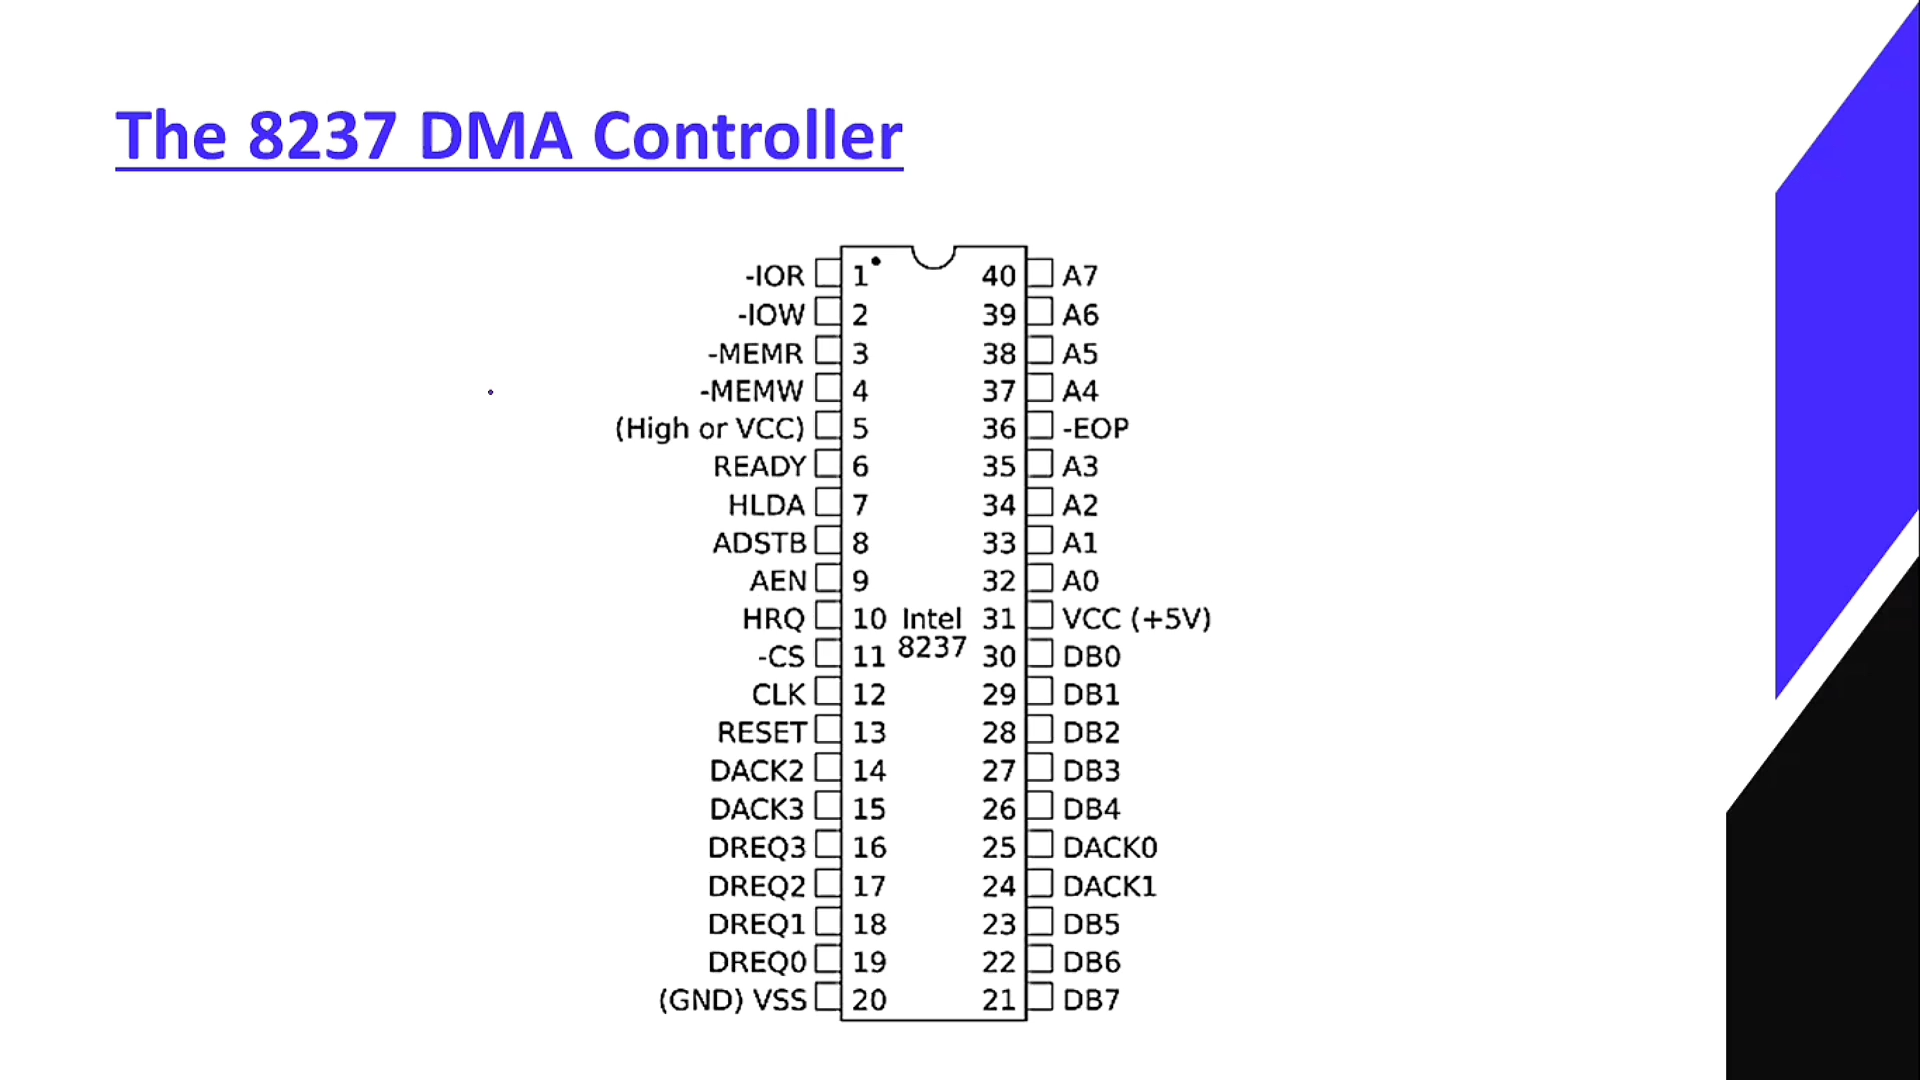 The 8237 DMA Controller
-IOR 1 40 A7
-IOW 2 39 A6
-MEMR 3 38 A5
-MEMW 4 37 A4
(High or VCC) 5 36 -EOP
READY 6 35 A3
HLDA 7 34 A2
ADSTB 8 33 A1
AEN 9 32 A0
HRQ 10 Intel 31 VCC (+5V)
8237
-CS 11 30 DB0
CLK 12 29 DB1
RESET 13 28 DB2
DACK2 14 27 DB3
DACK3 15 26 DB4
DREQ3 16 25 DACK0
DREQ2 17 24 DACK1
DREQ1 18 23 DB5
DREQ0 19 22 DB6
(GND) VSS 20 21 DB7